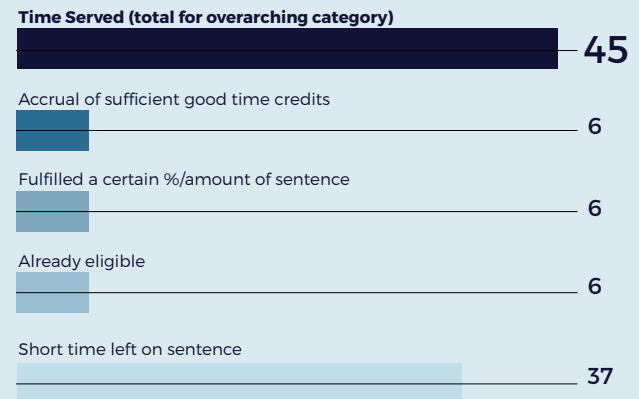 Time Served (total for overarching category)
45
Accrual of sufficient good time credits
6
Fulfilled a certain %/amount of sentence
6
Already eligible
6
Short time left on sentence
37